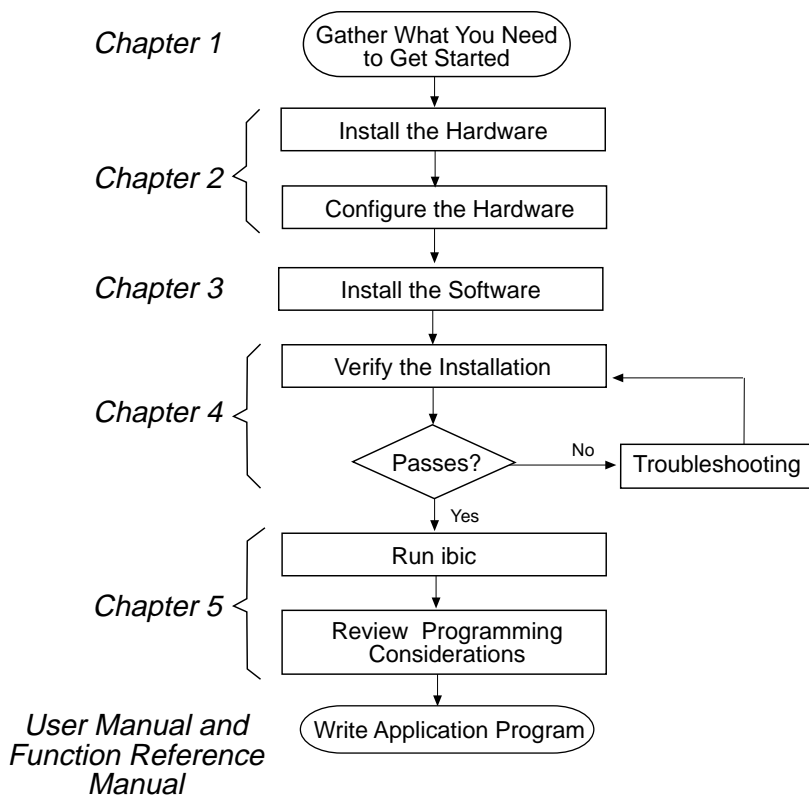 Chapter 1
Gather What You Need
to Get Started
Install the Hardware
Chapter 2
Configure the Hardware
Chapter 3
Install the Software
Verify the Installation
Chapter 4
Passes?
No
Troubleshooting
Yes
Run ibic
Chapter 5
Review Programming
Considerations
User Manual and
Function Reference
Manual
Write Application Program